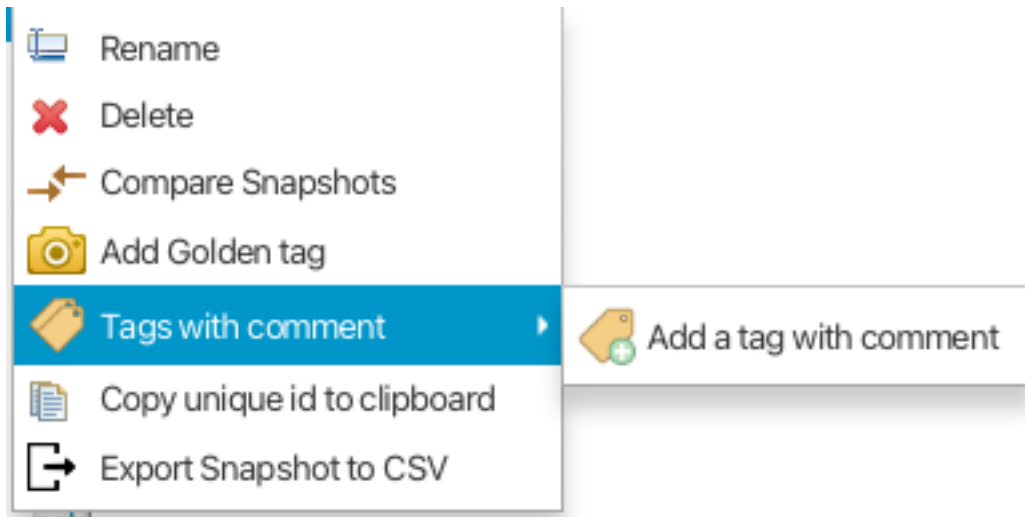 Rename
Delete
Compare Snapshots
Add Golden tag
Tags with comment
Add a tag with comment
Copy unique id to clipboard
Export Snapshot to CSV